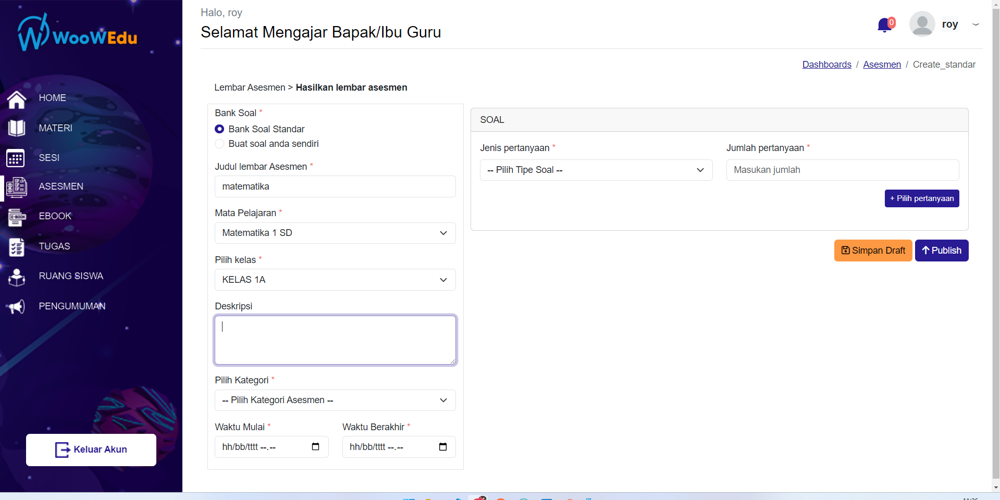 WooWEdu
HOME
MATERI
SESI
ASESMEN
E-BOOK
EBOOK
TUGAS
RUANG SISWA
PENGUMUMAN
Keluar Akun
Halo, roy
Selamat Mengajar Bapak/Ibu Guru
0
roy
Dashboards / Asesmen / Create_standar
Lembar Asesmen > Hasilkan lembar asesmen
Bank Soal *
Bank Soal Standar
Buat soal anda sendiri
Judul lembar Asesmen *
matematika
Mata Pelajaran *
Matematika 1 SD
Pilih kelas *
KELAS 1A
Deskripsi
Pilih Kategori *
-- Pilih Kategori Asesmen --
Waktu Mulai * Waktu Berakhir *
hh/bb/tttt --.-- hh/bb/tttt --.--
SOAL
Jenis pertanyaan * Jumlah pertanyaan *
-- Pilih Tipe Soal -- Masukan jumlah
+ Pilih pertanyaan
Simpan Draft Publish